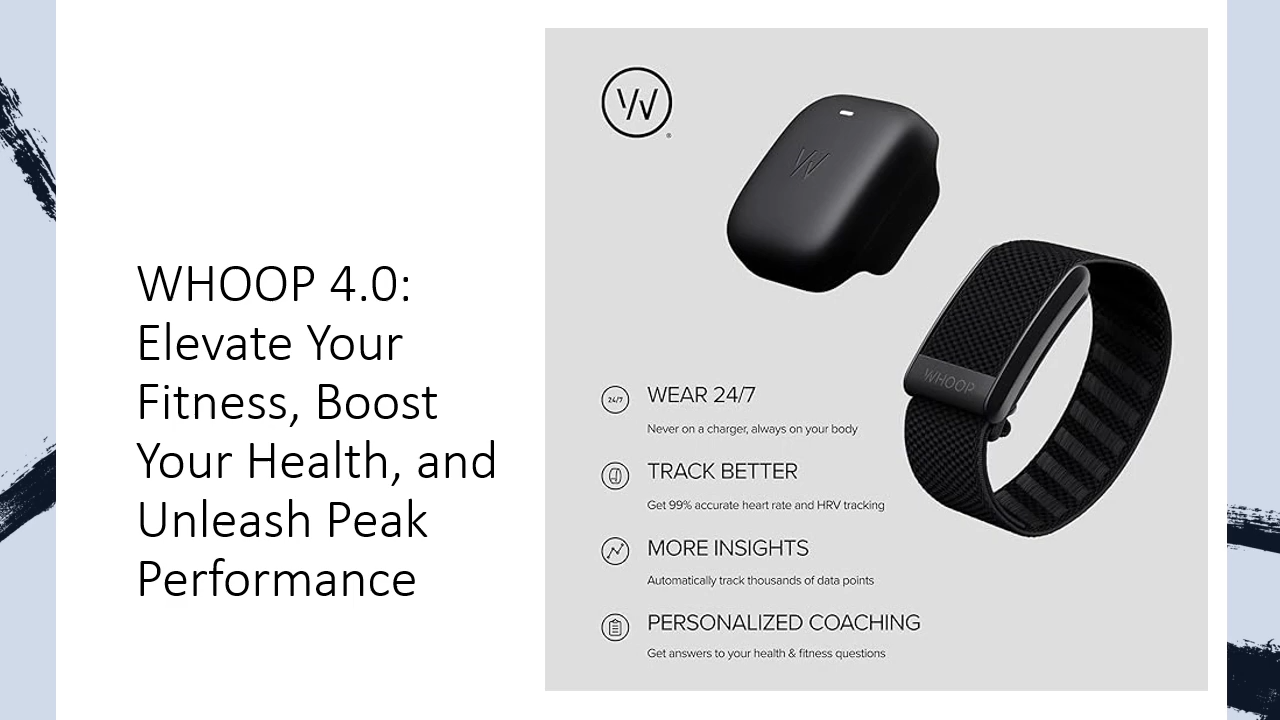 WHOOP 4.0:
Elevate Your
Fitness, Boost
Your Health, and
Unleash Peak
Performance
W
®
W
WHOOP
24/7
WEAR 24/7
Never on a charger, always on your body
TRACK BETTER
Get 99% accurate heart rate and HRV tracking
MORE INSIGHTS
Automatically track thousands of data points
PERSONALIZED COACHING
Get answers to your health & fitness questions